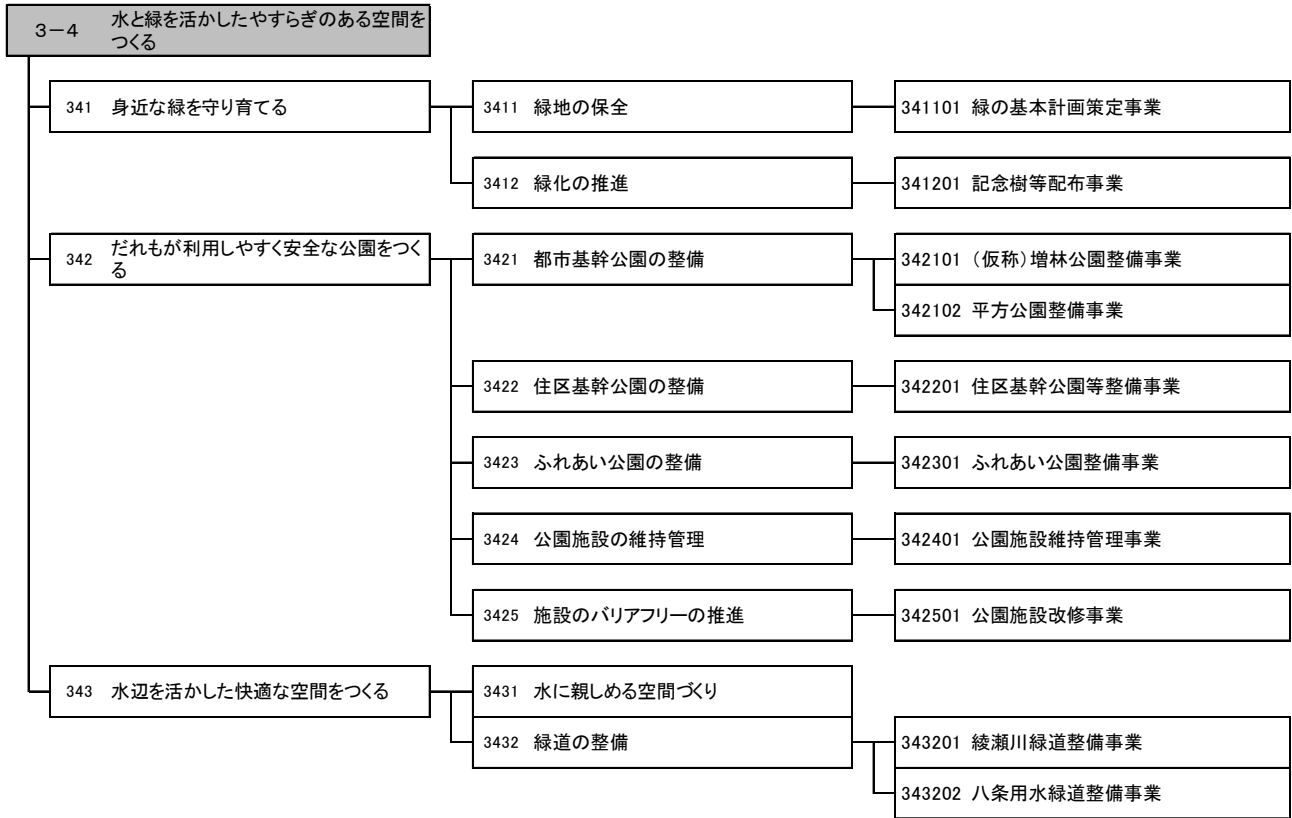 3－4 水と緑を活かしたやすらぎのある空間を
つくる
341 身近な緑を守り育てる
3411 緑地の保全
341101 緑の基本計画策定事業
3412 緑化の推進
341201 記念樹等配布事業
342 だれもが利用しやすく安全な公園をつく
る
3421 都市基幹公園の整備
342101 （仮称）増林公園整備事業
342102 平方公園整備事業
3422 住区基幹公園の整備
342201 住区基幹公園等整備事業
3423 ふれあい公園の整備
342301 ふれあい公園整備事業
3424 公園施設の維持管理
342401 公園施設維持管理事業
3425 施設のバリアフリーの推進
342501 公園施設改修事業
343 水辺を活かした快適な空間をつくる
3431 水に親しめる空間づくり
3432 緑道の整備
343201 綾瀬川緑道整備事業
343202 八条用水緑道整備事業